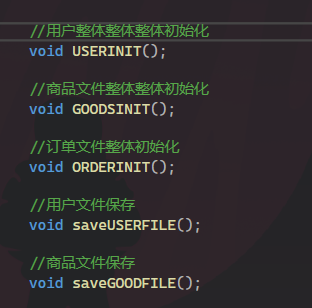 //用户整体整体整体初始化
void USERINIT();
//商品文件整体整体初始化
void GOODSINIT();
//订单文件整体初始化
void ORDERINIT();
//用户文件保存
void saveUSERFILE();
//商品文件保存
void saveGOODFILE();